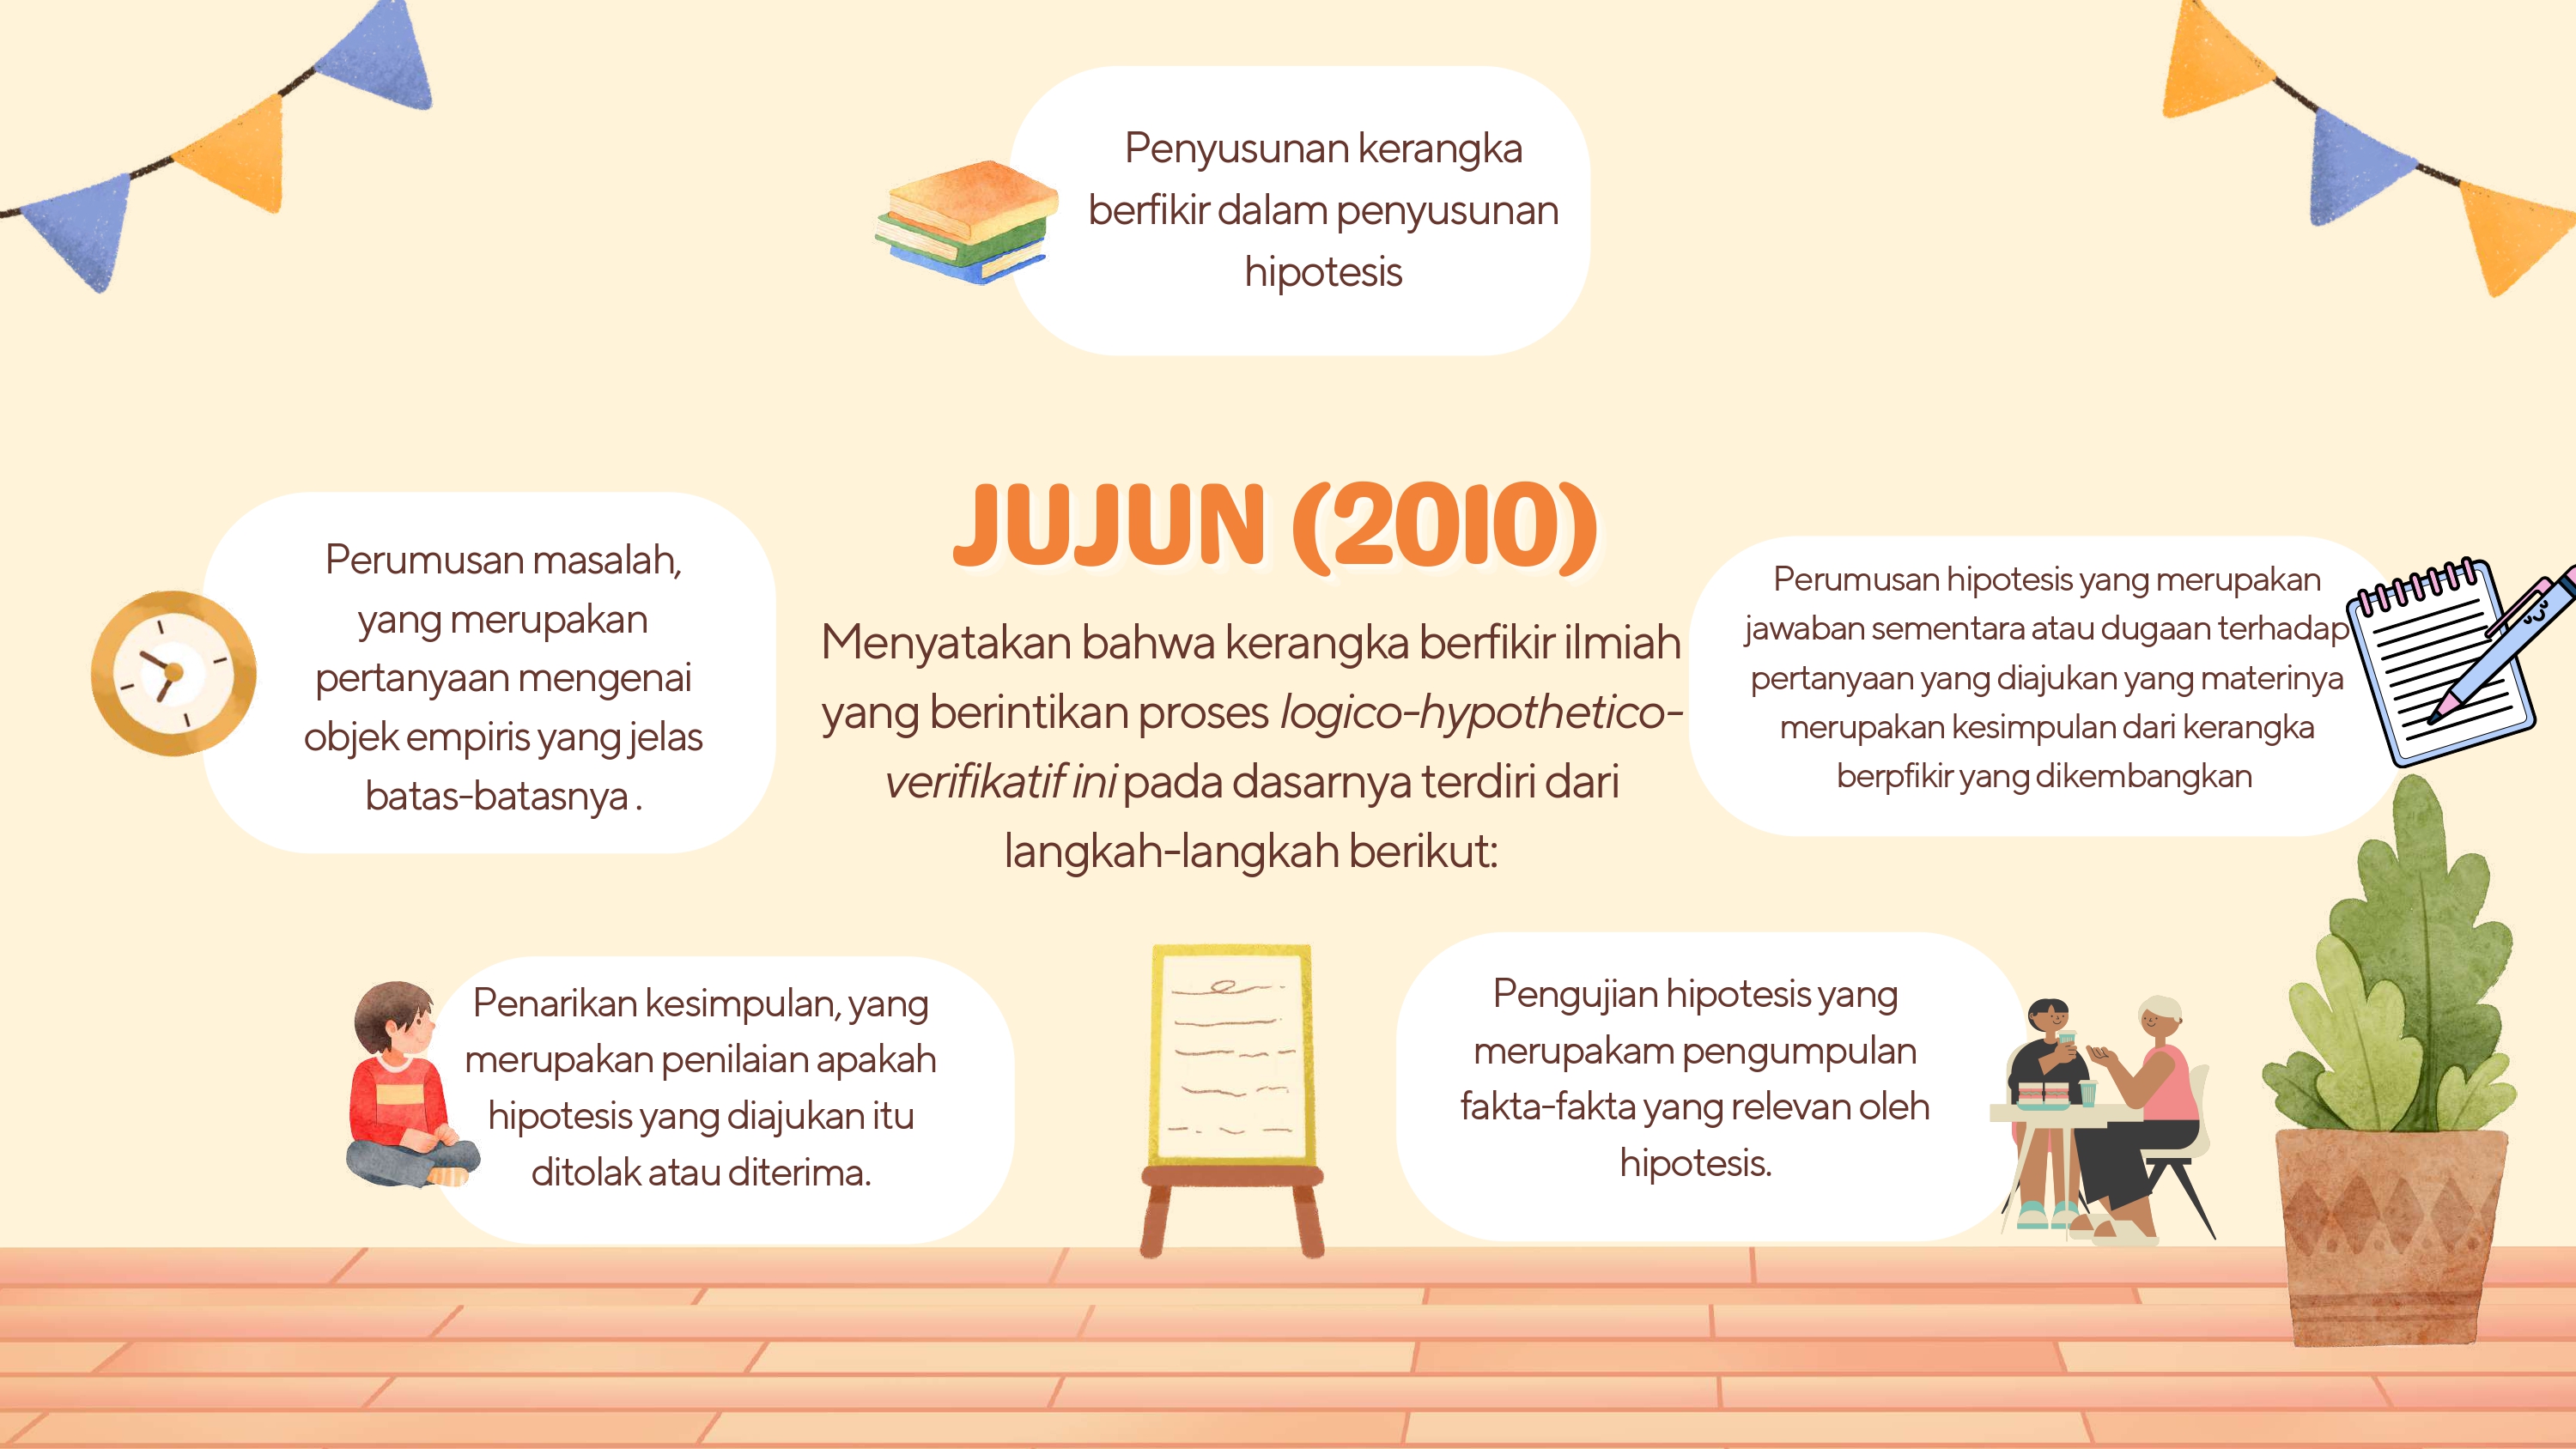 Penyusunan kerangka
berfikir dalam penyusunan
hipotesis
JUJUN (2010)
Menyatakan bahwa kerangka berfikir ilmiah
yang berintikan proses logico-hypothetico-
verifikatif ini pada dasarnya terdiri dari
langkah-langkah berikut:
Perumusan masalah,
yang merupakan
pertanyaan mengenai
objek empiris yang jelas
batas-batasnya .
Perumusan hipotesis yang merupakan
jawaban sementara atau dugaan terhadap
pertanyaan yang diajukan yang materinya
merupakan kesimpulan dari kerangka
berpfikir yang dikembangkan
Penarikan kesimpulan, yang
merupakan penilaian apakah
hipotesis yang diajukan itu
ditolak atau diterima.
Pengujian hipotesis yang
merupakam pengumpulan
fakta-fakta yang relevan oleh
hipotesis.